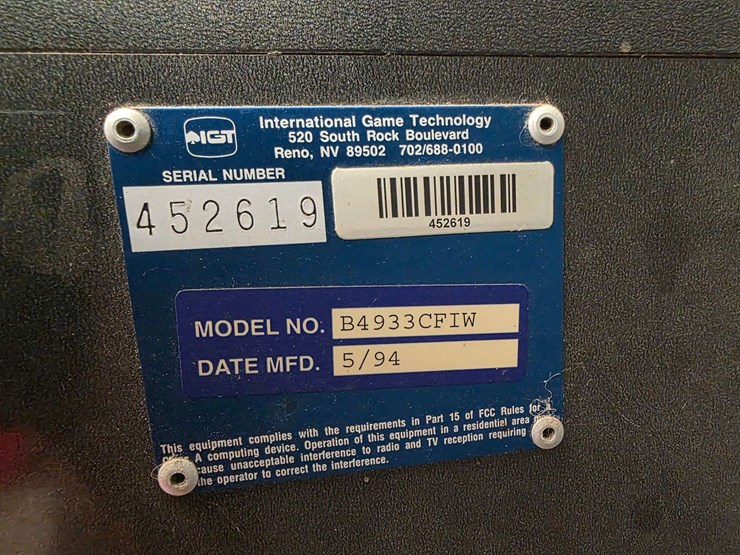 IGT
International Game Technology
520 South Rock Boulevard
Reno, NV 89502 702/688-0100
SERIAL NUMBER
452619
452619
MODEL NO. B4933CFIW
DATE MFD. 5/94
This equipment complies with the requirements in Part 15 of FCC Rules for a
A computing device. Operation of this equipment in a residential area
cause unacceptable interference to radio and TV reception requiring
the operator to correct the interference.